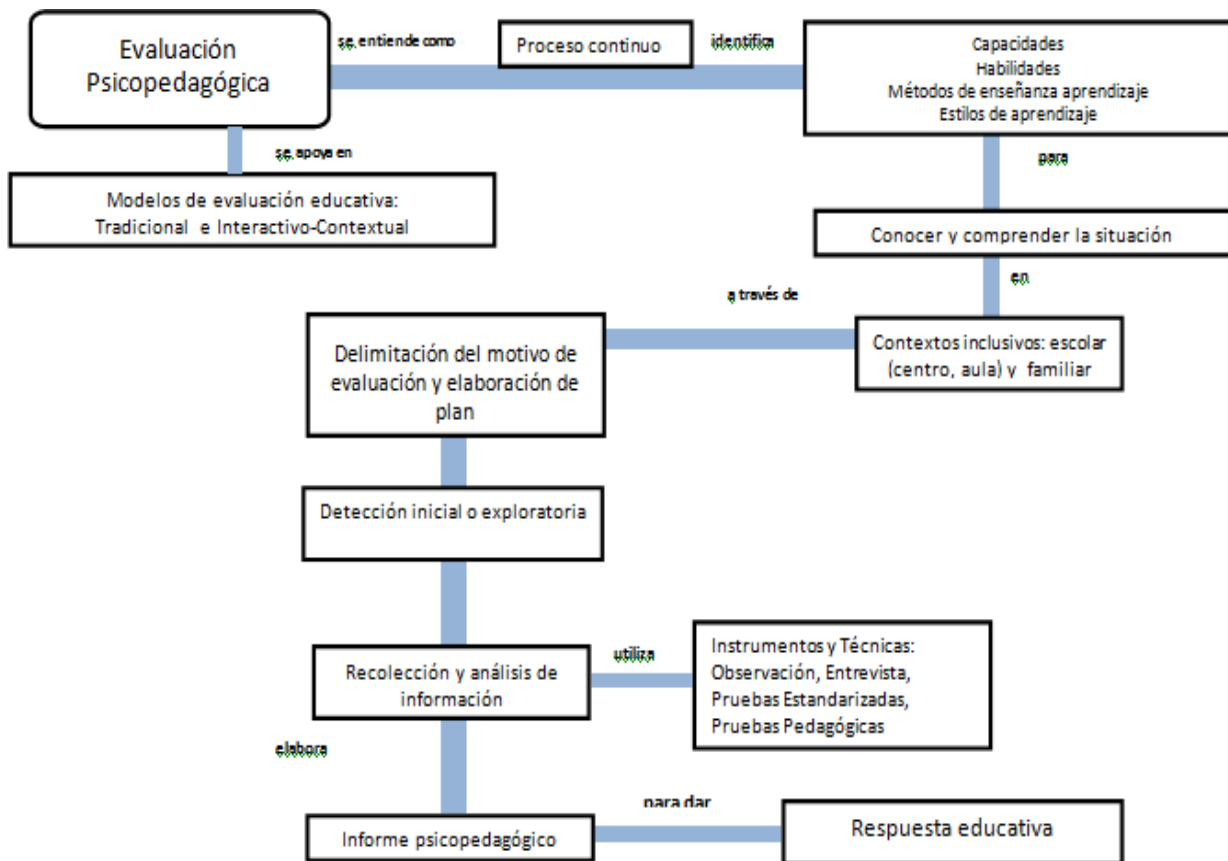 Evaluación
Psicopedagógica
se entiende como
Proceso continuo
identifica
Capacidades
Habilidades
Métodos de enseñanza aprendizaje
Estilos de aprendizaje
se apoya en
Modelos de evaluación educativa:
Tradicional e Interactivo-Contextual
para
Conocer y comprender la situación
en
Contextos inclusivos: escolar
(centro, aula) y familiar
a través de
Delimitación del motivo de
evaluación y elaboración de
plan
Detección inicial o exploratoria
Recolección y análisis de
información
utiliza
Instrumentos y Técnicas:
Observación, Entrevista,
Pruebas Estandarizadas,
Pruebas Pedagógicas
elabora
Informe psicopedagógico
para dar
Respuesta educativa